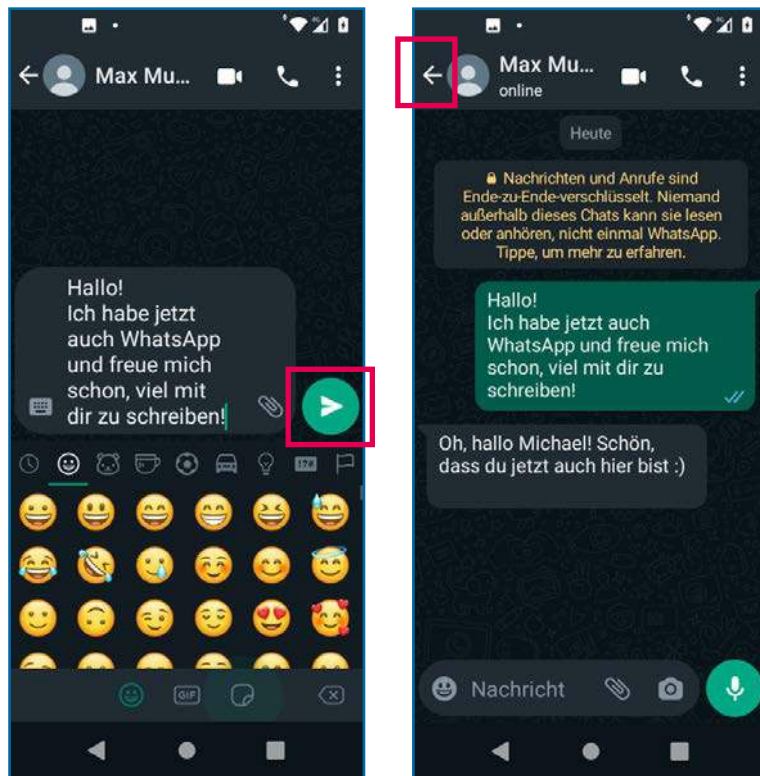 Max Mu...
Hallo!
Ich habe jetzt
auch WhatsApp
und freue mich
schon, viel mit
dir zu schreiben!
GIF
Max Mu...
online
Heute
Nachrichten und Anrufe sind
Ende-zu-Ende-verschlüsselt. Niemand
außerhalb dieses Chats kann sie lesen
oder anhören, nicht einmal WhatsApp.
Tippe, um mehr zu erfahren.
Hallo!
Ich habe jetzt auch
WhatsApp und freue mich
schon, viel mit dir zu
schreiben!
Oh, hallo Michael! Schön,
dass du jetzt auch hier bist :)
Nachricht